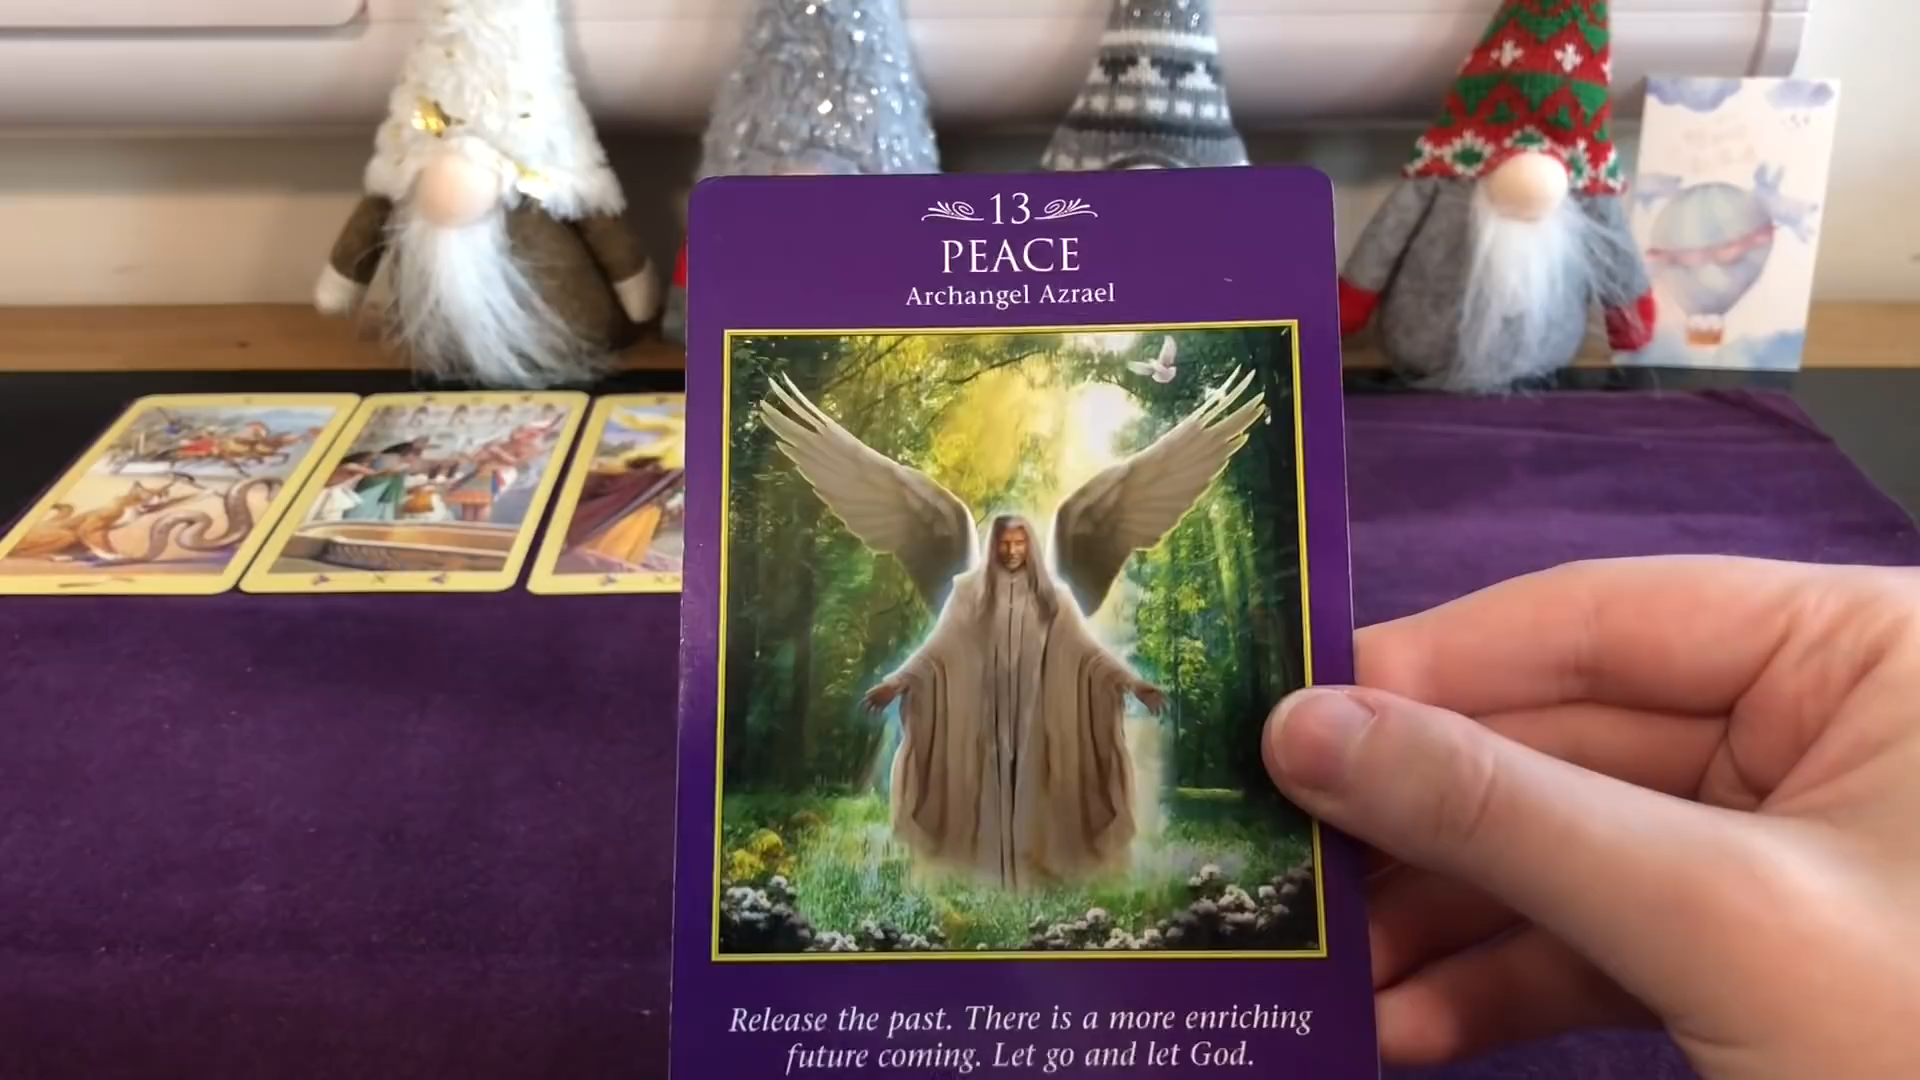 13
PEACE
Archangel Azrael
Release the past. There is a more enriching
future coming. Let go and let God.
X